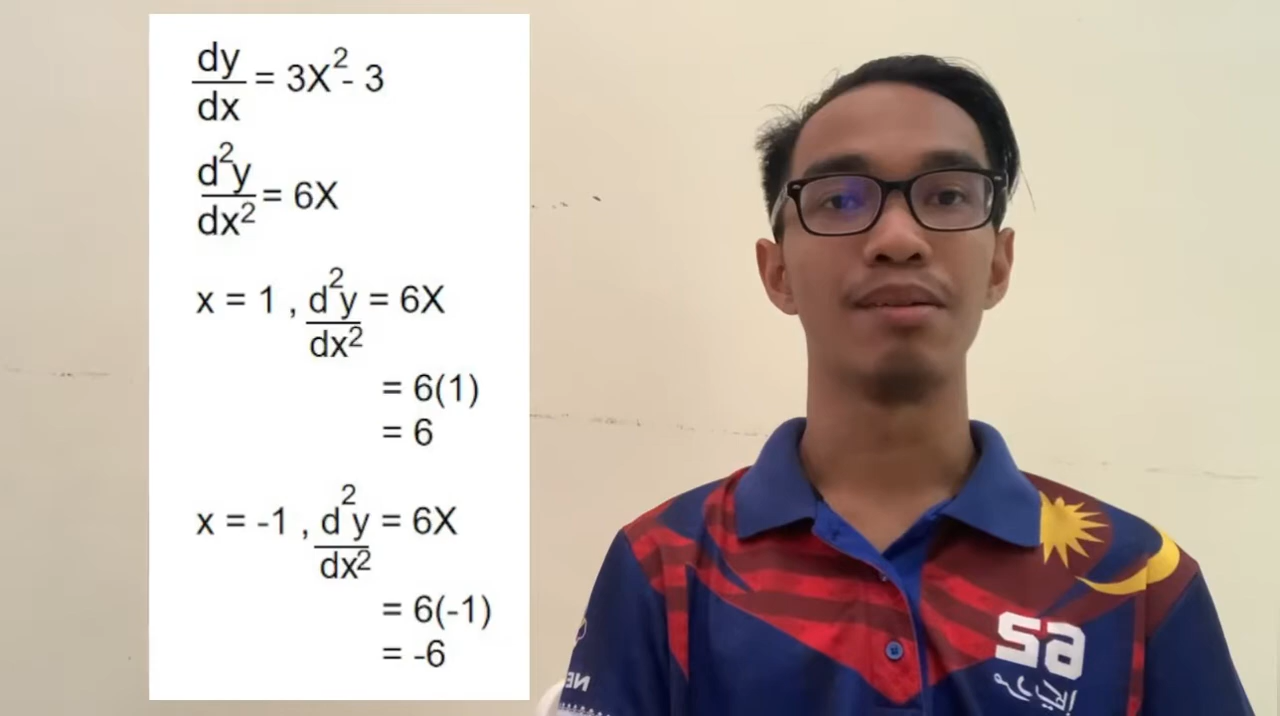 dy/dx = 3X²- 3
d²y/dx² = 6X
x = 1 , d²y/dx² = 6X
= 6(1)
= 6
x = -1 , d²y/dx² = 6X
= 6(-1)
= -6